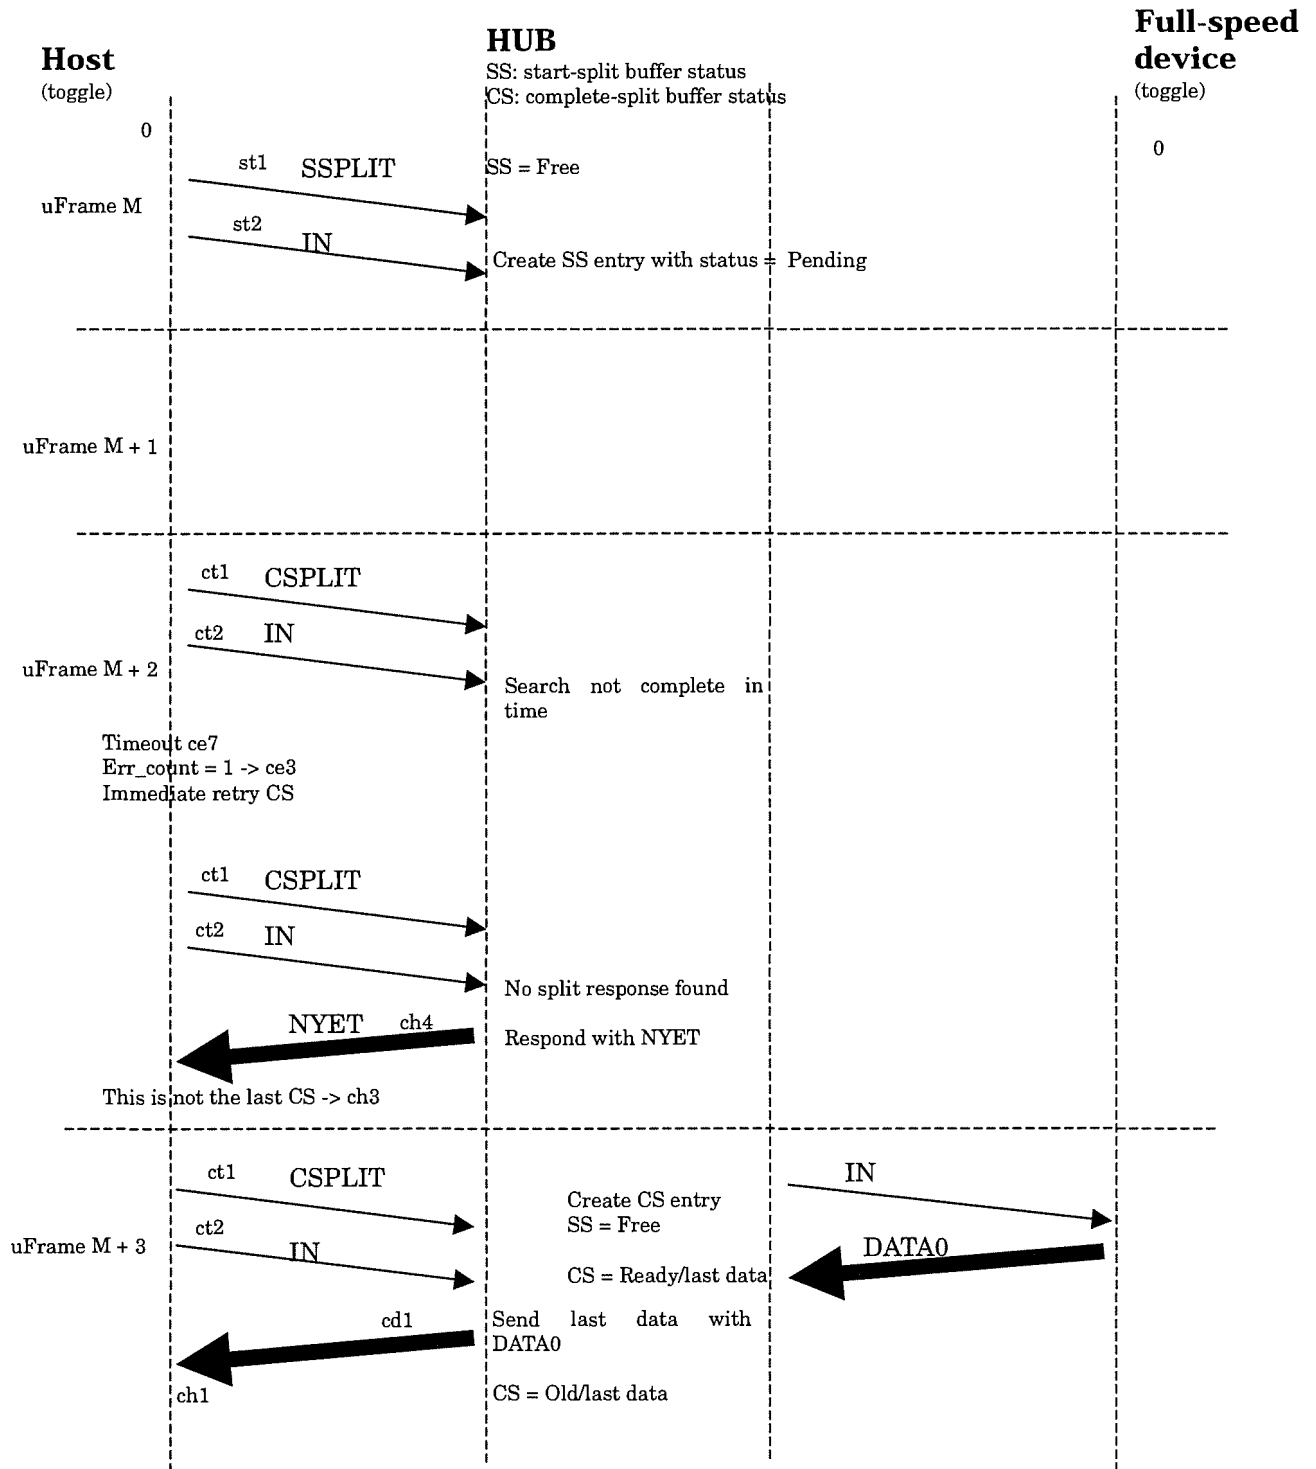 Full-speed
device
(toggle)
HUB
SS: start-split buffer status
CS: complete-split buffer status
Host
(toggle)
0
0
st1 SSPLIT
SS = Free
uFrame M
st2 IN
Create SS entry with status = Pending
uFrame M + 1
ct1 CSPLIT
ct2 IN
uFrame M + 2
Search not complete in
time
Timeout ce7
Err_count = 1 -> ce3
Immediate retry CS
ct1 CSPLIT
ct2 IN
No split response found
NYET ch4
Respond with NYET
This is not the last CS -> ch3
ct1 CSPLIT
IN
Create CS entry
SS = Free
ct2 IN
uFrame M + 3
DATA0
CS = Ready/last data
cd1
Send last data with
DATA0
ch1
CS = Old/last data